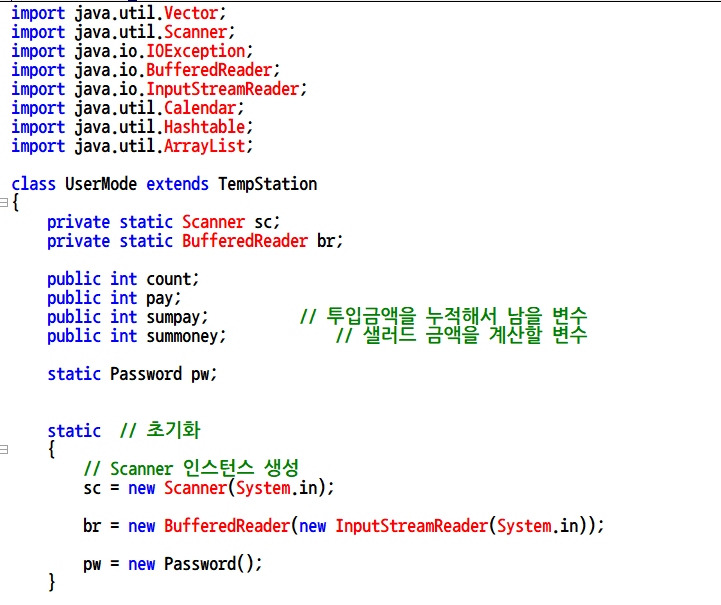 import java.util.Vector;
import java.util.Scanner;
import java.io.IOException;
import java.io.BufferedReader;
import java.io.InputStreamReader;
import java.util.Calendar;
import java.util.Hashtable;
import java.util.ArrayList;
class UserMode extends TempStation
{
private static Scanner sc;
private static BufferedReader br;
public int count;
public int pay;
public int sumpay; // 투입금액을 누적해서 남을 변수
public int summoney; // 샐러드 금액을 계산할 변수
static Password pw;
static // 초기화
{
// Scanner 인스턴스 생성
sc = new Scanner(System.in);
br = new BufferedReader(new InputStreamReader(System.in));
pw = new Password();
}